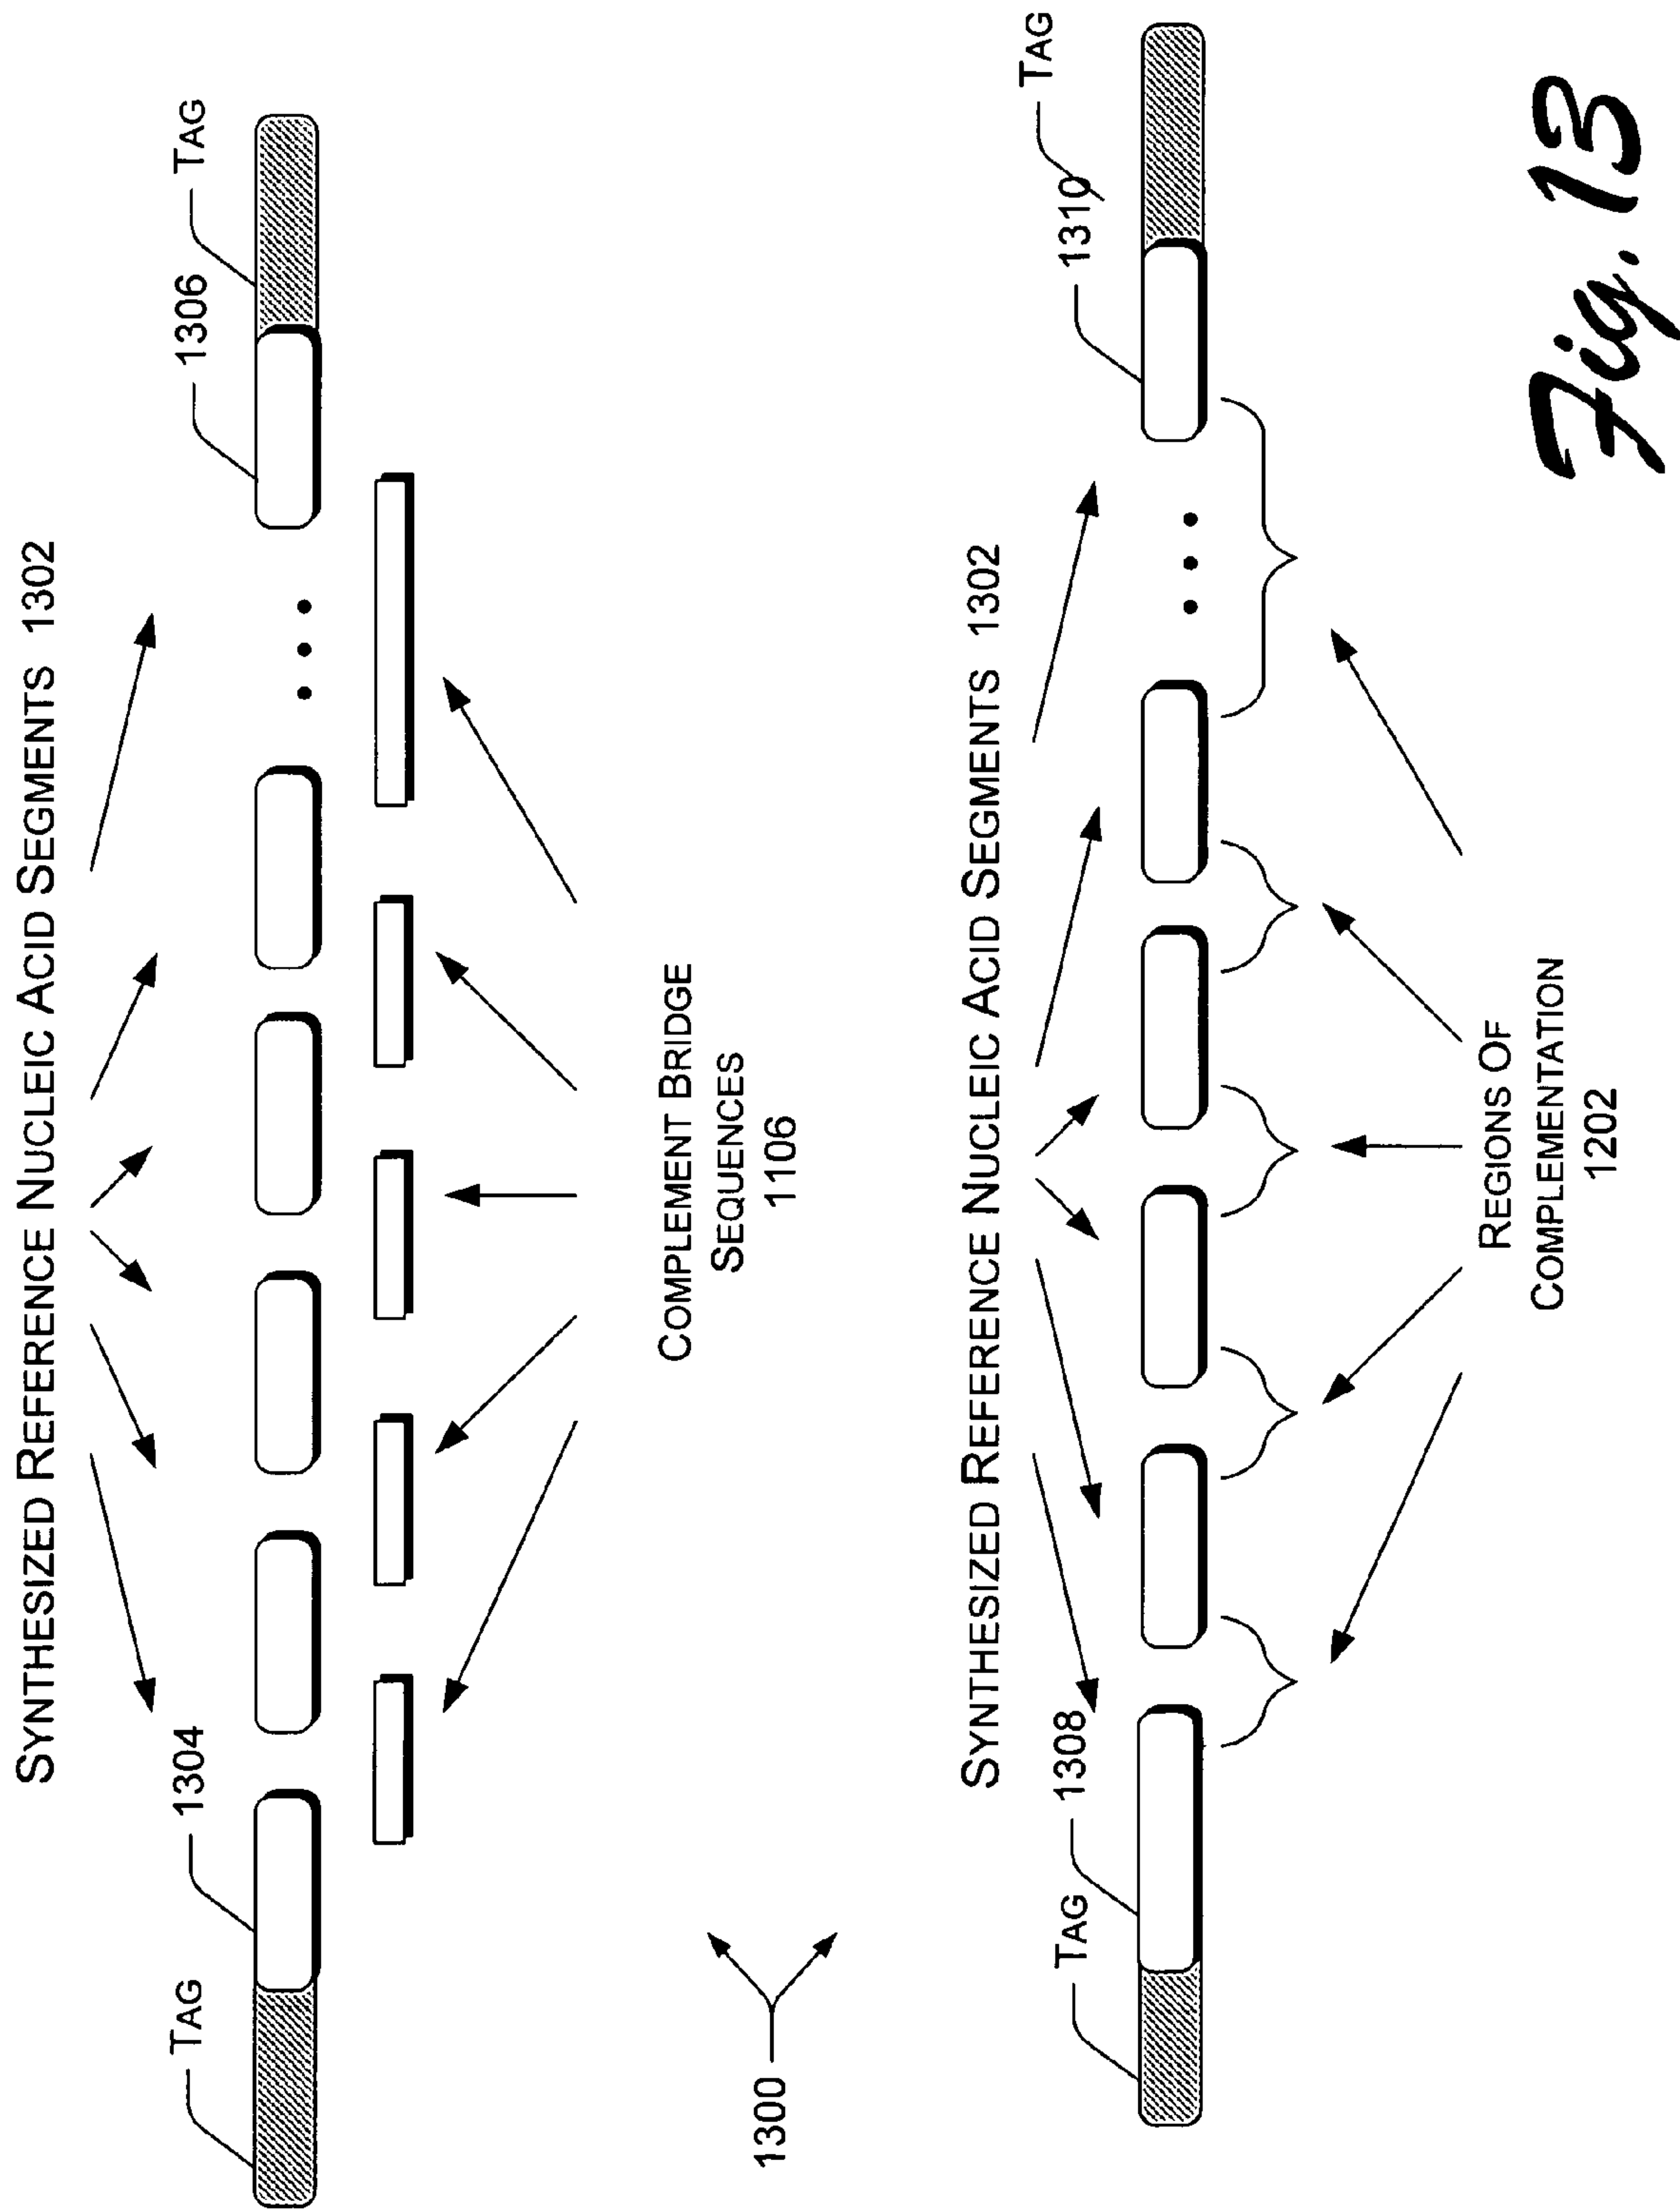 SYNTHESIZED REFERENCE NUCLEIC ACID SEGMENTS 1302
TAG
1304
1306
TAG
COMPLEMENT BRIDGE
SEQUENCES
1106
1300
SYNTHESIZED REFERENCE NUCLEIC ACID SEGMENTS 1302
TAG
1308
1310
TAG
REGIONS OF
COMPLEMENTATION
1202
Fig. 13